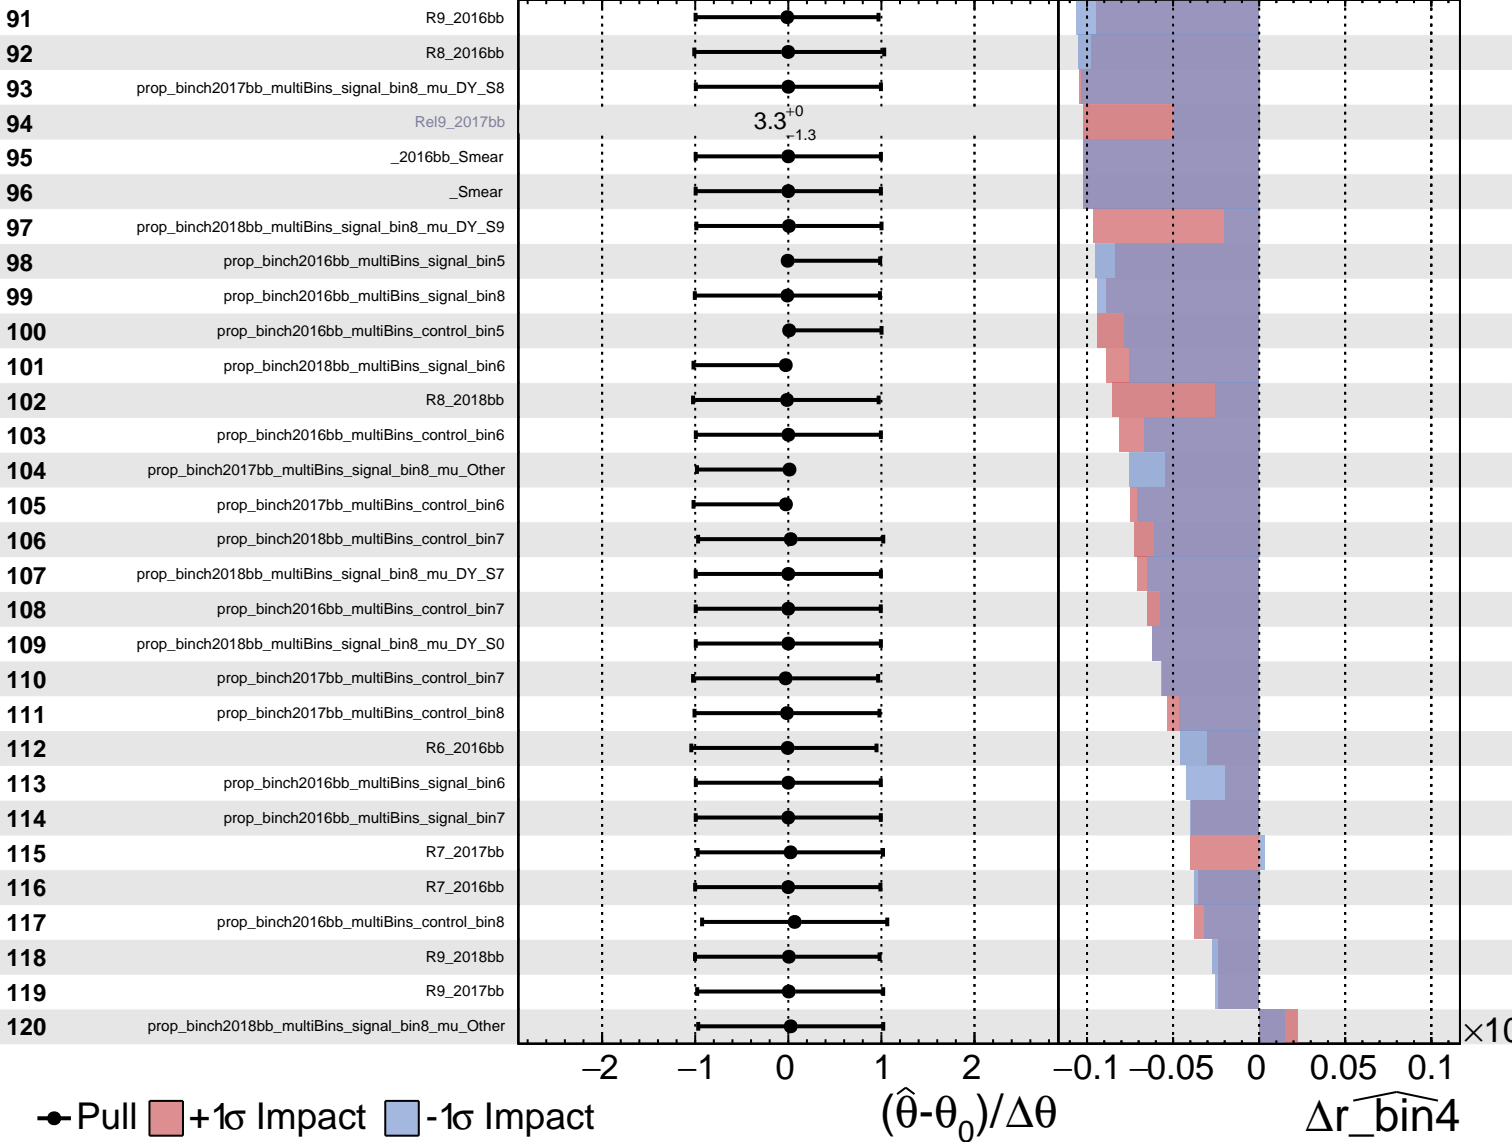 91 R9_2016bb
92 R8_2016bb
93 prop_binch2017bb_multiBins_signal_bin8_mu_DY_S8
94 Rel9_2017bb 3.3 +0 −1.3
95 _2016bb_Smear
96 _Smear
97 prop_binch2018bb_multiBins_signal_bin8_mu_DY_S9
98 prop_binch2016bb_multiBins_signal_bin5
99 prop_binch2016bb_multiBins_signal_bin8
100 prop_binch2016bb_multiBins_control_bin5
101 prop_binch2018bb_multiBins_signal_bin6
102 R8_2018bb
103 prop_binch2016bb_multiBins_control_bin6
104 prop_binch2017bb_multiBins_signal_bin8_mu_Other
105 prop_binch2017bb_multiBins_control_bin6
106 prop_binch2018bb_multiBins_control_bin7
107 prop_binch2018bb_multiBins_signal_bin8_mu_DY_S7
108 prop_binch2016bb_multiBins_control_bin7
109 prop_binch2018bb_multiBins_signal_bin8_mu_DY_S0
110 prop_binch2017bb_multiBins_control_bin7
111 prop_binch2017bb_multiBins_control_bin8
112 R6_2016bb
113 prop_binch2016bb_multiBins_signal_bin6
114 prop_binch2016bb_multiBins_signal_bin7
115 R7_2017bb
116 R7_2016bb
117 prop_binch2016bb_multiBins_control_bin8
118 R9_2018bb
119 R9_2017bb
120 prop_binch2018bb_multiBins_signal_bin8_mu_Other
−2 −1 0 1 2 −0.1 −0.05 0 0.05 0.1
Pull +1σ Impact -1σ Impact (θ̂-θ₀)/Δθ Δr_bin4